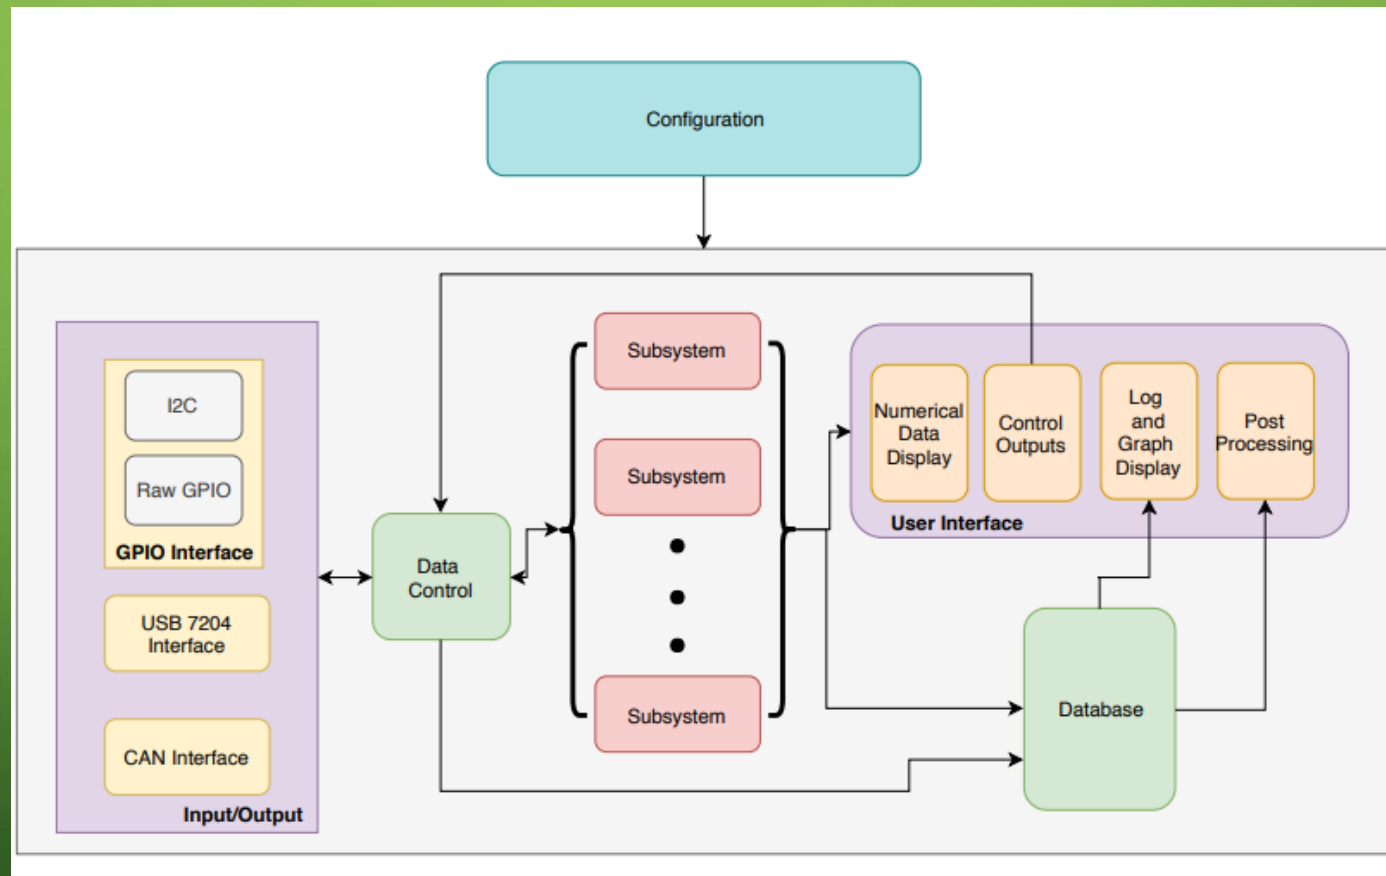 Configuration
I2C
Raw GPIO
GPIO Interface
USB 7204
Interface
CAN Interface
Input/Output
Data
Control
Subsystem
Subsystem
Subsystem
Numerical
Data
Display
Control
Outputs
Log
and
Graph
Display
Post
Processing
User Interface
Database